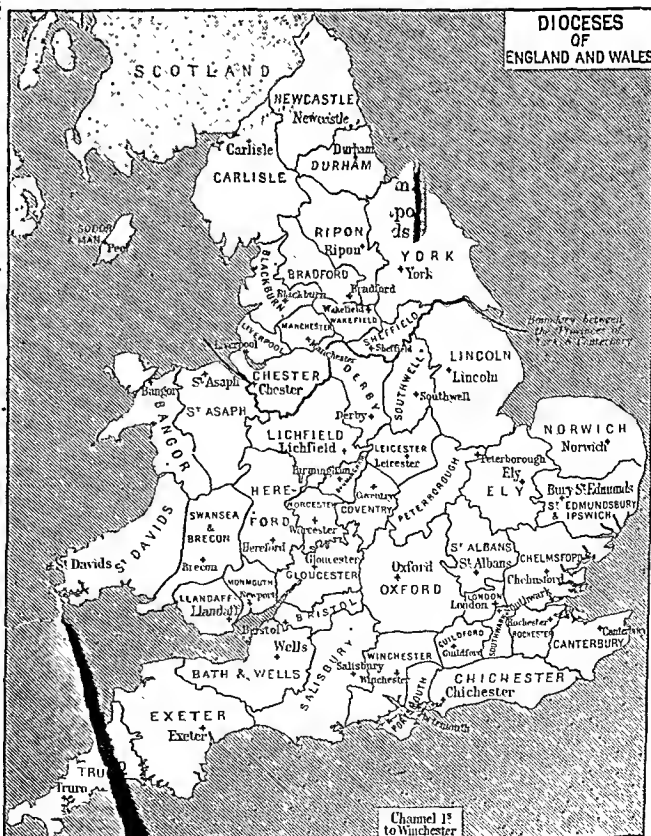 DIOCESES
OF
ENGLAND AND WALES
SCOTLAND
NEWCASTLE
Newcastle
Carlisle
CARLISLE
Durham
DURHAM
m
po
ds
SODOR
& MAN
Peel
RIPON
Ripon
YORK
York
BLACKBURN
Blackburn
BRADFORD
Bradford
Wakefield
WAKEFIELD
MANCHESTER
Manchester
LIVERPOOL
Liverpool
SHEFFIELD
Sheffield
Boundary between
the Provinces of
York & Canterbury
CHESTER
Chester
DERBY
Derby
SOUTHWELL
Southwell
LINCOLN
Lincoln
Bangor
BANGOR
St Asaph
ST ASAPH
LICHFIELD
Lichfield
LEICESTER
Leicester
NORWICH
Norwich
Peterborough
PETERBOROUGH
Ely
ELY
Bury St Edmunds
ST EDMUNDSBURY
& IPSWICH
Birmingham
Coventry
COVENTRY
HEREFORD
Hereford
WORCESTER
Worcester
SWANSEA
&
BRECON
Brecon
St Davids
ST DAVIDS
Gloucester
GLOUCESTER
Oxford
OXFORD
ST ALBANS
St Albans
CHELMSFORD
Chelmsford
LLANDAFF
Llandaff
MONMOUTH
Newport
BRISTOL
Bristol
LONDON
London
SOUTHWARK
Southwark
Rochester
ROCHESTER
CANTERBURY
Canterbury
Wells
BATH & WELLS
SALISBURY
Salisbury
WINCHESTER
Winchester
GUILDFORD
Guildford
PORTSMOUTH
Portsmouth
CHICHESTER
Chichester
EXETER
Exeter
TRURO
Truro
Channel Is
to Winchester